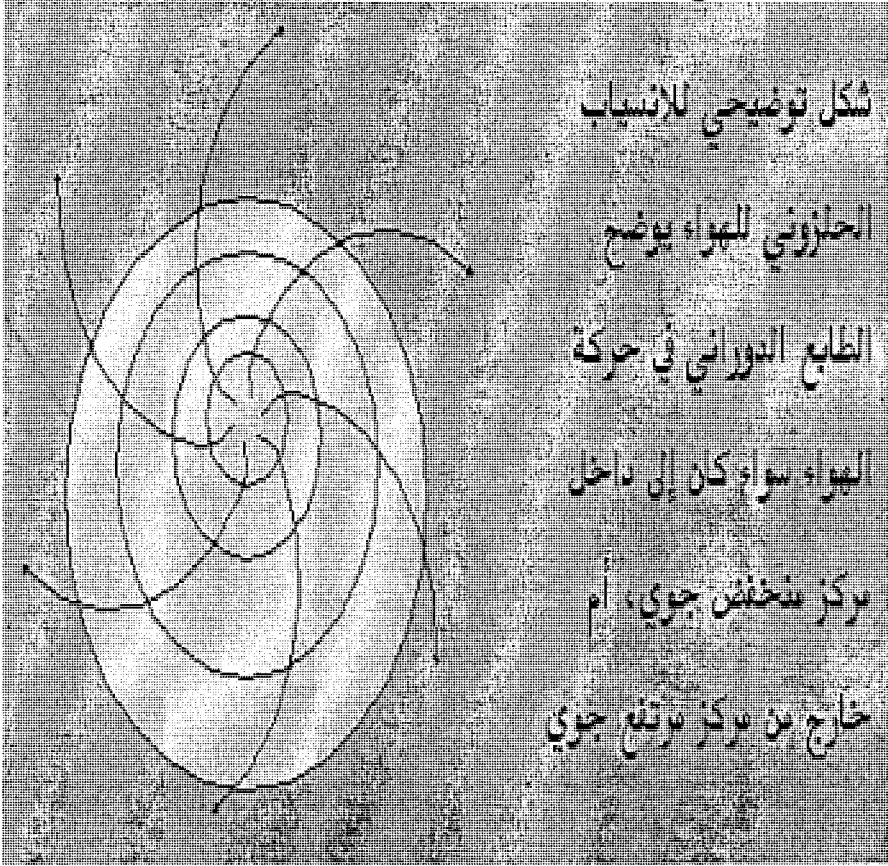 شكل توضيحي للانسياب
الحلزوني للهواء يوضح
الطابع الدوراني في حركة
الهواء سواء كان إلى داخل
مركز منخفض جوي، أم
خارج من مركز مرتفع جوي